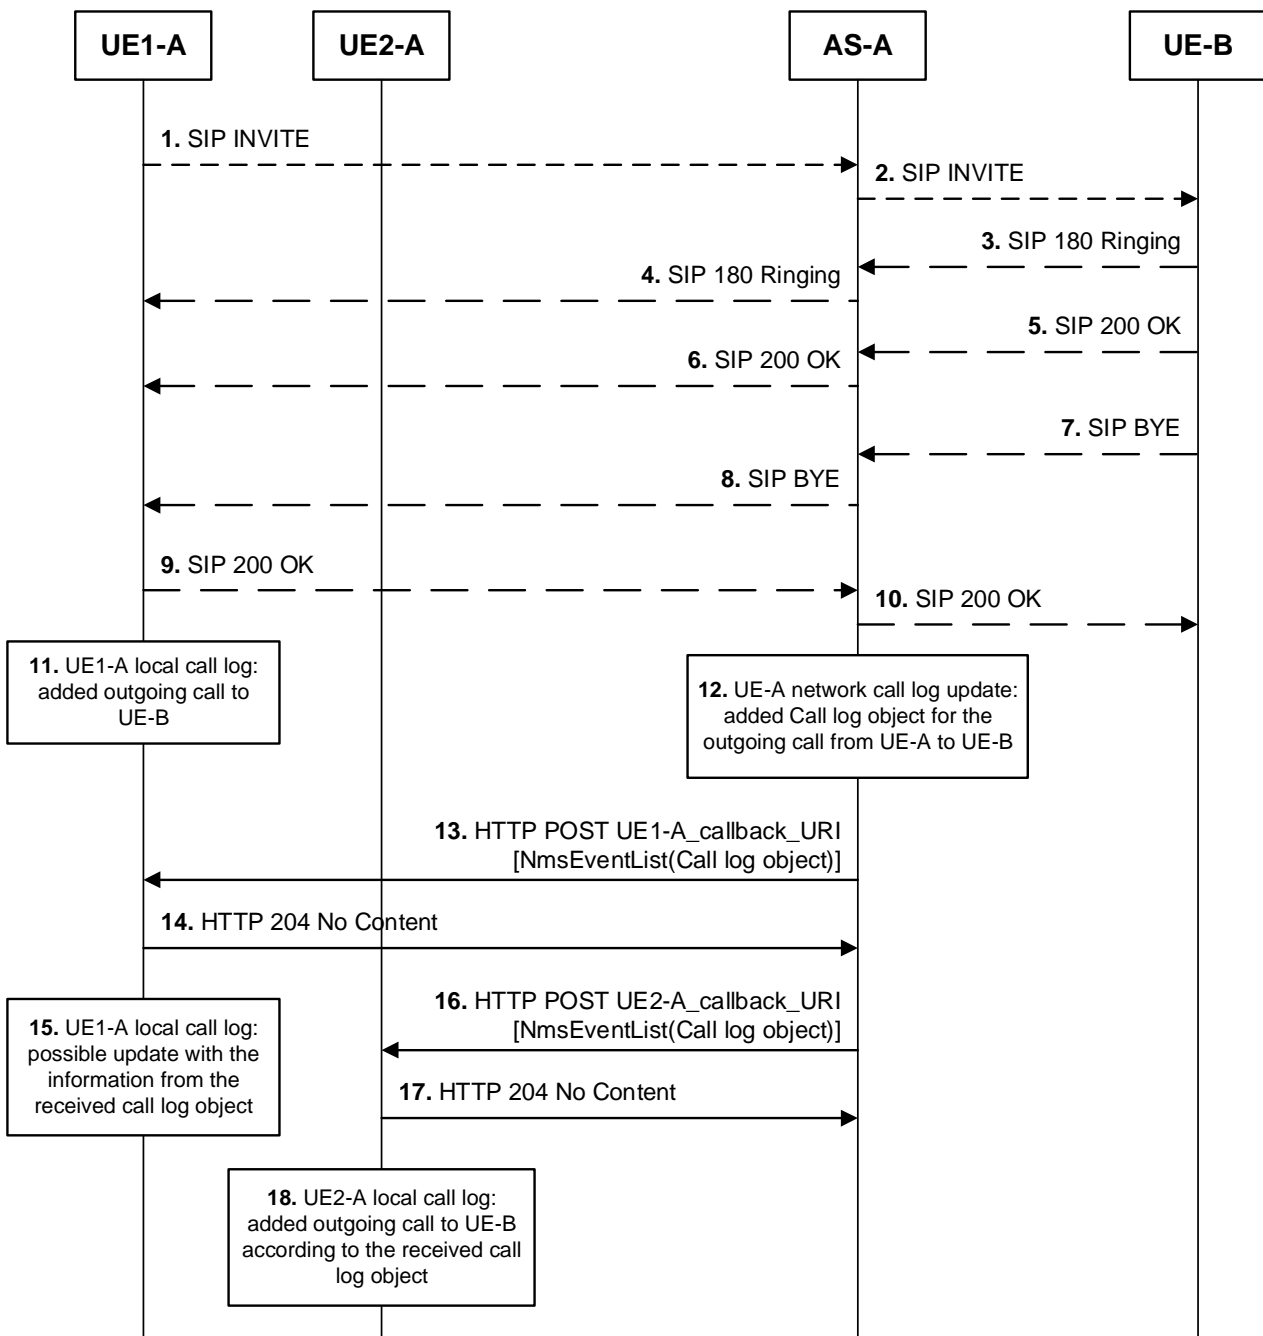 UE1-A
UE2-A
AS-A
UE-B
1. SIP INVITE
2. SIP INVITE
3. SIP 180 Ringing
4. SIP 180 Ringing
5. SIP 200 OK
6. SIP 200 OK
7. SIP BYE
8. SIP BYE
9. SIP 200 OK
10. SIP 200 OK
11. UE1-A local call log:
added outgoing call to
UE-B
12. UE-A network call log update:
added Call log object for the
outgoing call from UE-A to UE-B
13. HTTP POST UE1-A_callback_URI
[NmsEventList(Call log object)]
14. HTTP 204 No Content
15. UE1-A local call log:
possible update with the
information from the
received call log object
16. HTTP POST UE2-A_callback_URI
[NmsEventList(Call log object)]
17. HTTP 204 No Content
18. UE2-A local call log:
added outgoing call to UE-B
according to the received call
log object